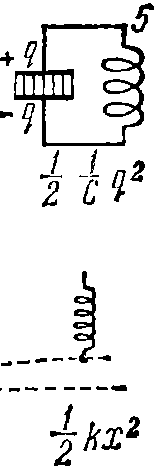 5
+ q
- q
1/2 1/C q²
1/2 kx²